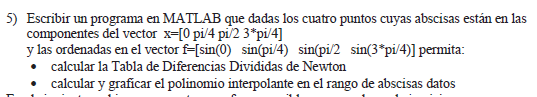 5) Escribir un programa en MATLAB que dadas los cuatro puntos cuyas abscisas están en las
componentes del vector x=[0 pi/4 pi/2 3*pi/4]
y las ordenadas en el vector f=[sin(0) sin(pi/4) sin(pi/2 sin(3*pi/4)] permita:
• calcular la Tabla de Diferencias Divididas de Newton
• calcular y graficar el polinomio interpolante en el rango de abscisas datos